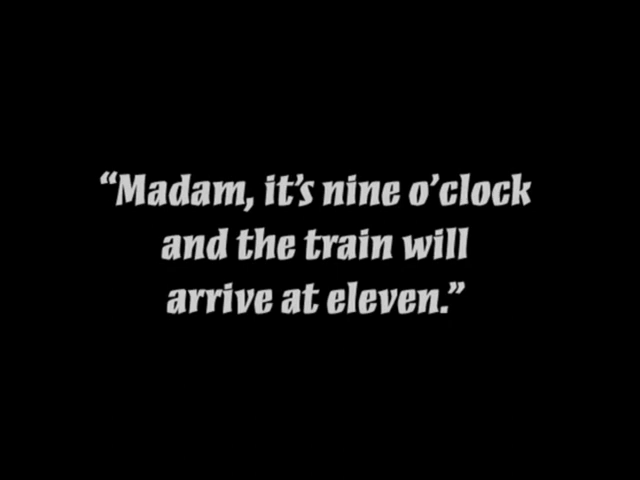 “Madam, it’s nine o’clock
and the train will
arrive at eleven.”